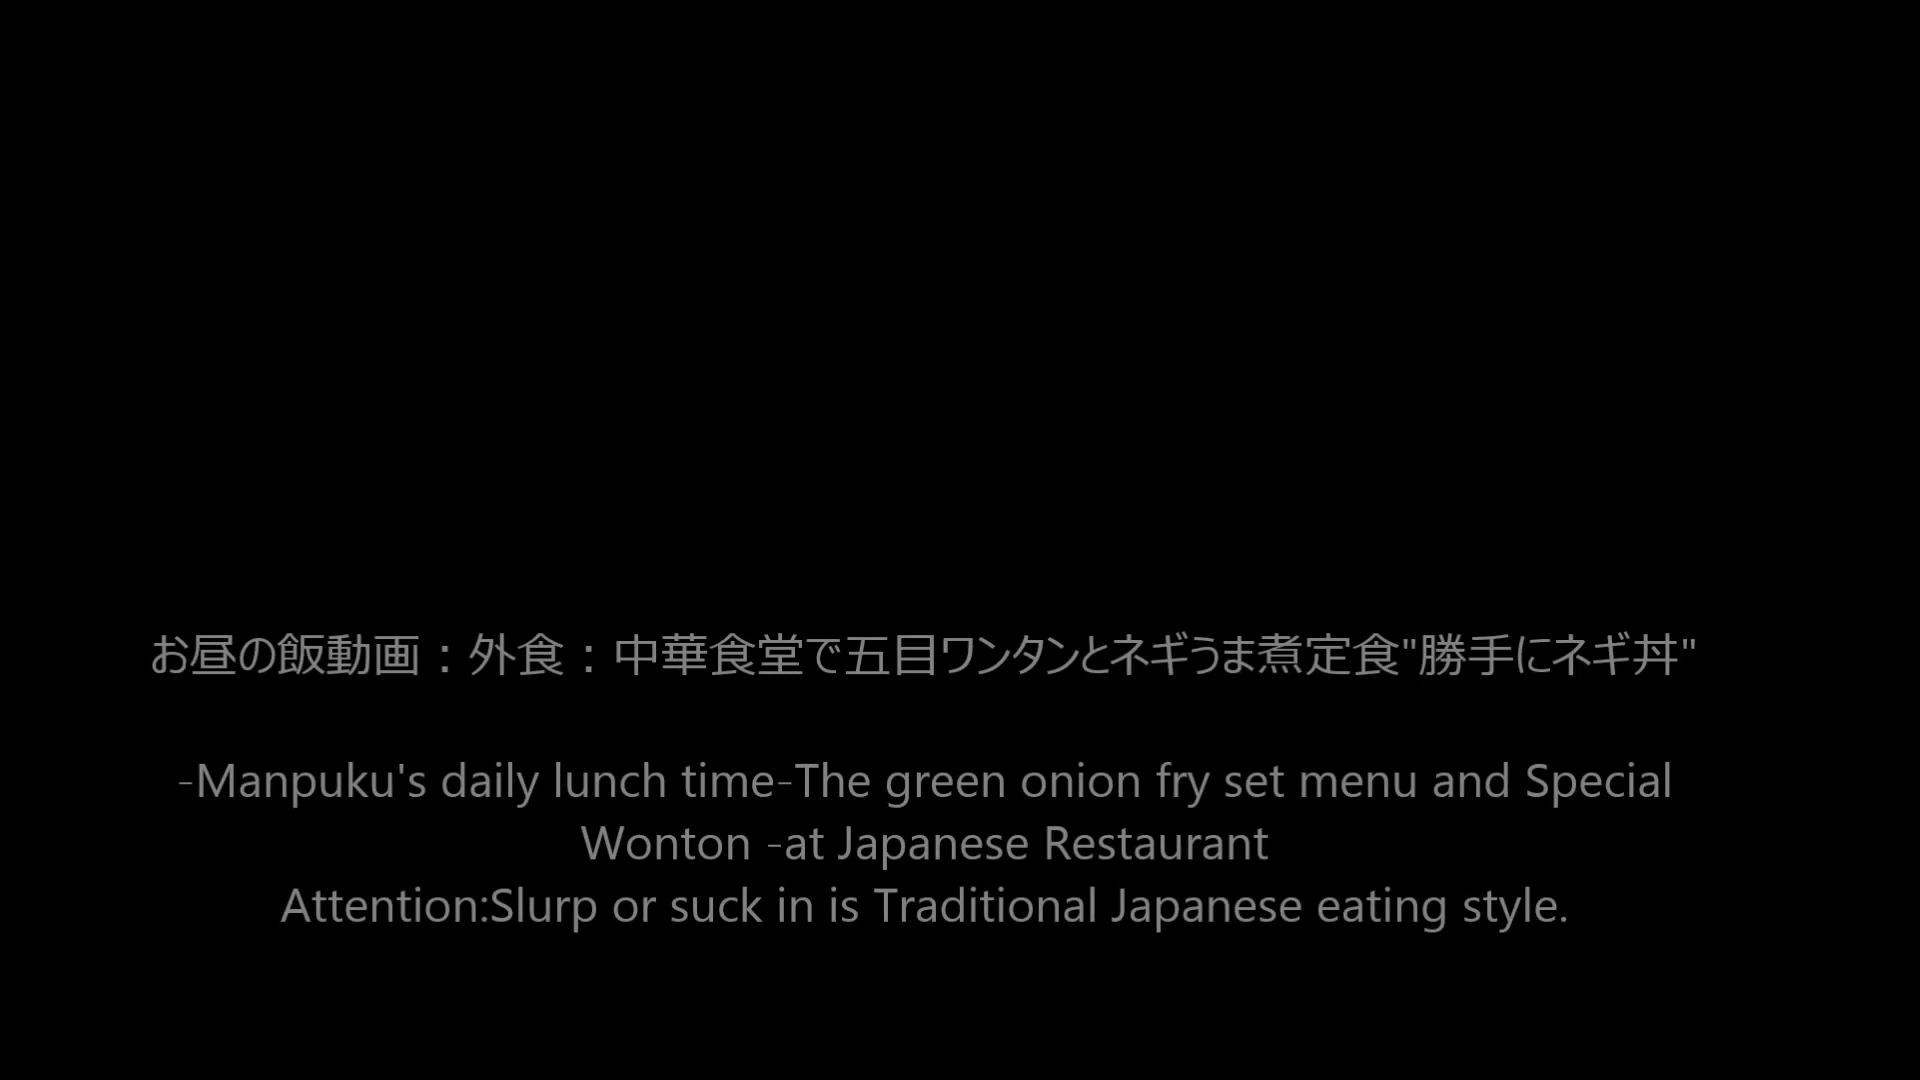 お昼の飯動画：外食：中華食堂で五目ワンタンとネギうま煮定食"勝手にネギ丼"
-Manpuku's daily lunch time-The green onion fry set menu and Special
Wonton -at Japanese Restaurant
Attention:Slurp or suck in is Traditional Japanese eating style.